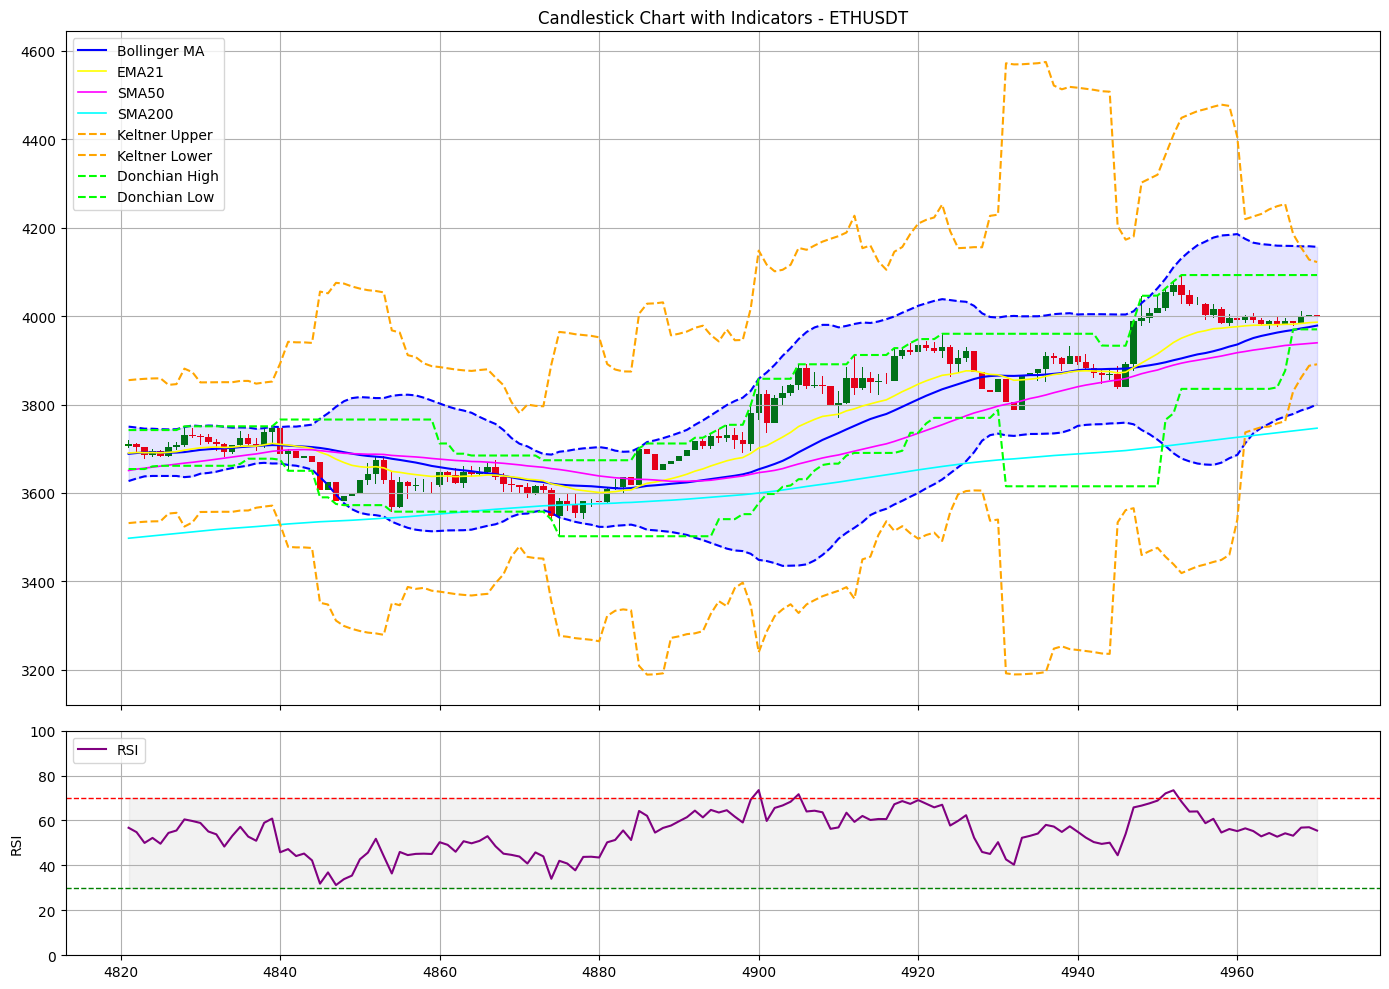 Candlestick Chart with Indicators - ETHUSDT
4600
4400
4200
4000
3800
3600
3400
3200
Bollinger MA
EMA21
SMA50
SMA200
Keltner Upper
Keltner Lower
Donchian High
Donchian Low
100
80
60
40
20
0
RSI
RSI
4820 4840 4860 4880 4900 4920 4940 4960